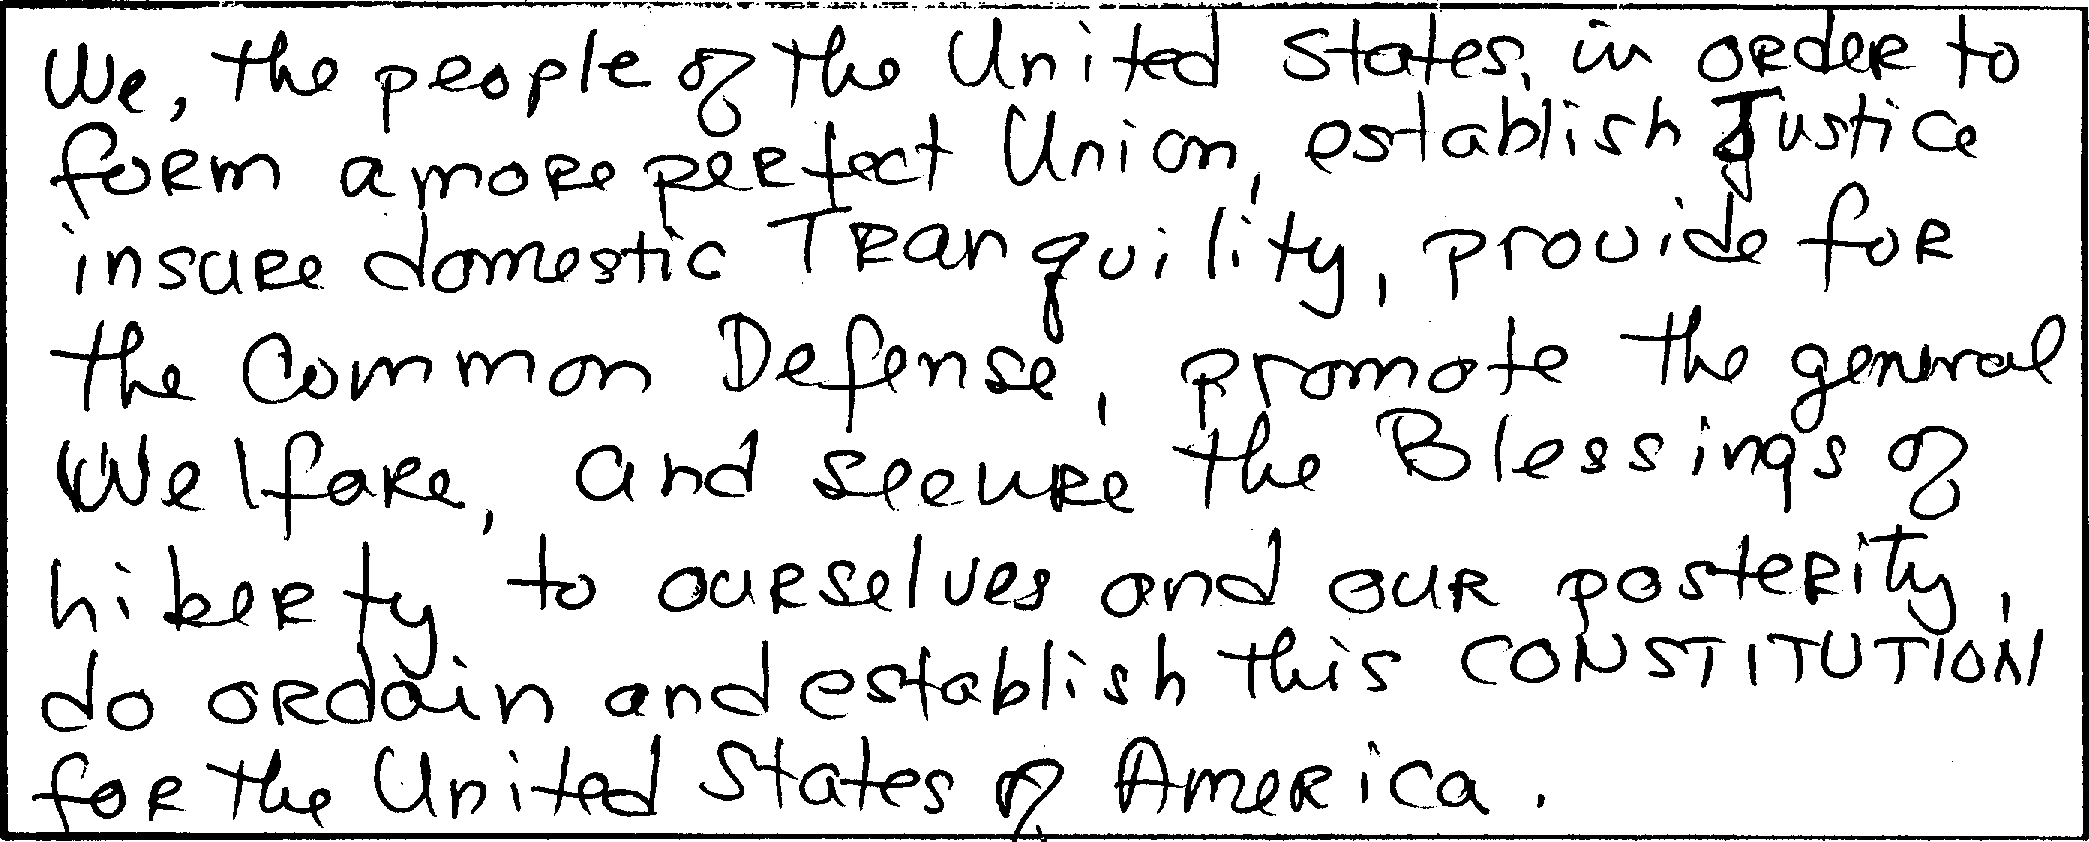 We, the people of the United States, in order to
form a more perfect Union, establish Justice
insure domestic Tranquility, provide for
the Common Defense, promote the general
Welfare, and secure the Blessings of
Liberty to ourselves and our posterity,
do ordain and establish this CONSTITUTION
for the United States of America.